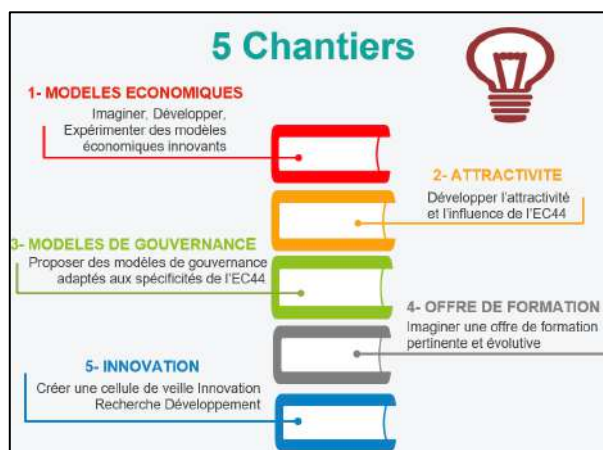 5 Chantiers
1- MODELES ECONOMIQUES
Imaginer, Développer,
Expérimenter des modèles
économiques innovants
2- ATTRACTIVITE
Développer l'attractivité
et l'influence de l'EC44
3- MODELES DE GOUVERNANCE
Proposer des modèles de gouvernance
adaptés aux spécificités de l'EC44
4- OFFRE DE FORMATION
Imaginer une offre de formation
pertinente et évolutive
5- INNOVATION
Créer une cellule de veille Innovation
Recherche Développement